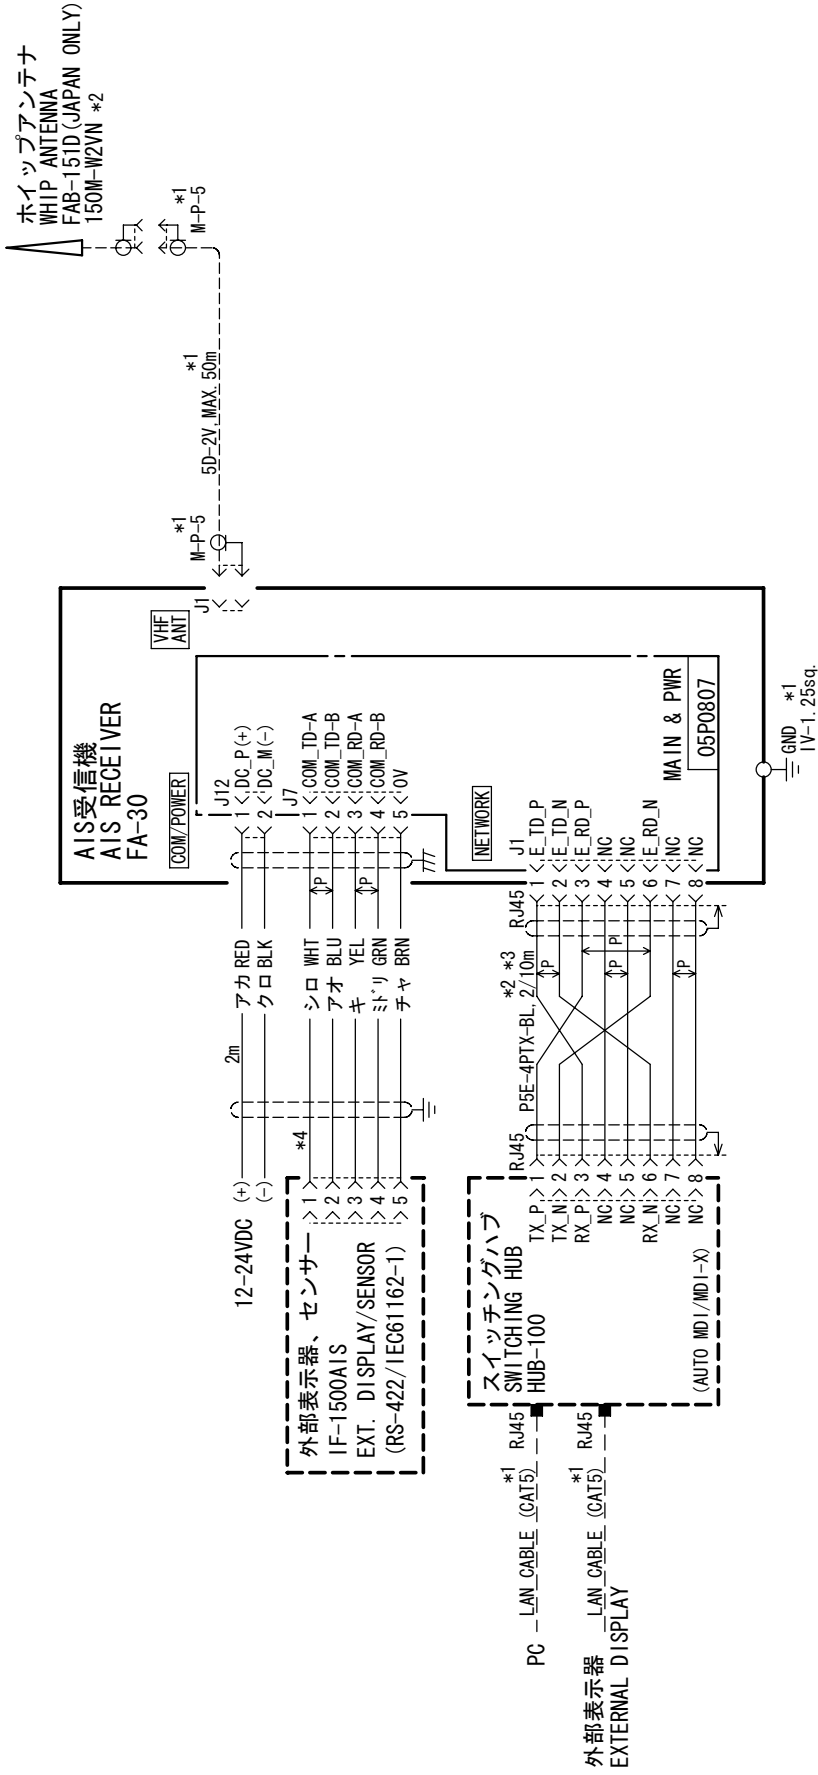 ホイップアンテナ
WHIP ANTENNA
FAB-151D(JAPAN ONLY)
150M-W2VN *2
*1
M-P-5
*1
5D-2V,MAX.50m
*1
M-P-5
AIS受信機
AIS RECEIVER
FA-30
VHF
ANT
J1
COM/POWER
J12
1 DC_P(+)
2 DC_M(-)
J7
1 COM_TD-A
2 COM_TD-B
3 COM_RD-A
4 COM_RD-B
5 0V
NETWORK
J1
1 E_TD_P
2 E_TD_N
3 E_RD_P
4 NC
5 NC
6 E_RD_N
7 NC
8 NC
MAIN & PWR
05P0807
GND *1
IV-1.25sq.
12-24VDC
(+)
(-)
2m
アカ RED
クロ BLK
*4
シロ WHT
アオ BLU
キ YEL
ミドリ GRN
チャ BRN
P
P
外部表示器、センサー
IF-1500AIS
EXT. DISPLAY/SENSOR
(RS-422/IEC61162-1)
1
2
3
4
5
RJ45
*2 *3
P5E-4PTX-BL, 2/10m
P
P
P
P
RJ45
スイッチングハブ
SWITCHING HUB
HUB-100
(AUTO MDI/MDI-X)
TX_P 1
TX_N 2
RX_P 3
NC 4
NC 5
RX_N 6
NC 7
NC 8
PC
LAN CABLE (CAT5)
*1
RJ45
外部表示器
EXTERNAL DISPLAY
LAN CABLE (CAT5)
*1
RJ45